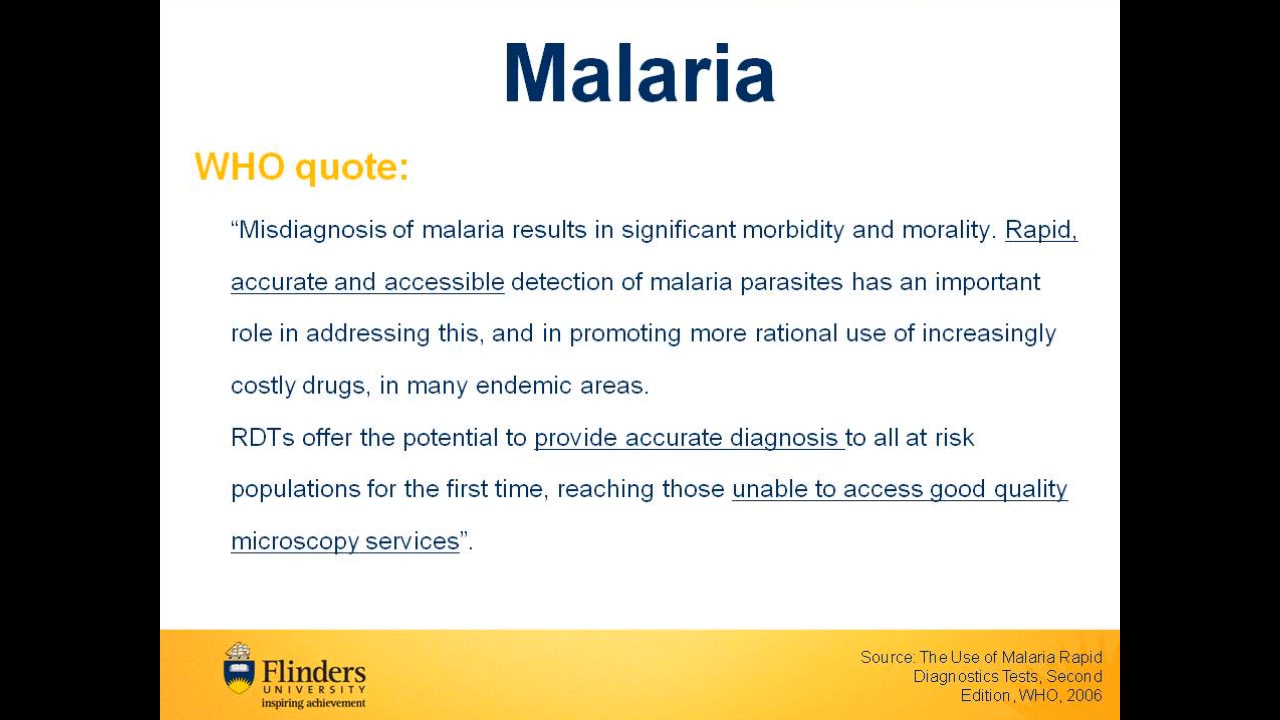 Malaria
WHO quote:
“Misdiagnosis of malaria results in significant morbidity and morality. Rapid,
accurate and accessible detection of malaria parasites has an important
role in addressing this, and in promoting more rational use of increasingly
costly drugs, in many endemic areas.
RDTs offer the potential to provide accurate diagnosis to all at risk
populations for the first time, reaching those unable to access good quality
microscopy services”.
Flinders
UNIVERSITY
inspiring achievement
Source: The Use of Malaria Rapid
Diagnostics Tests, Second
Edition, WHO, 2006